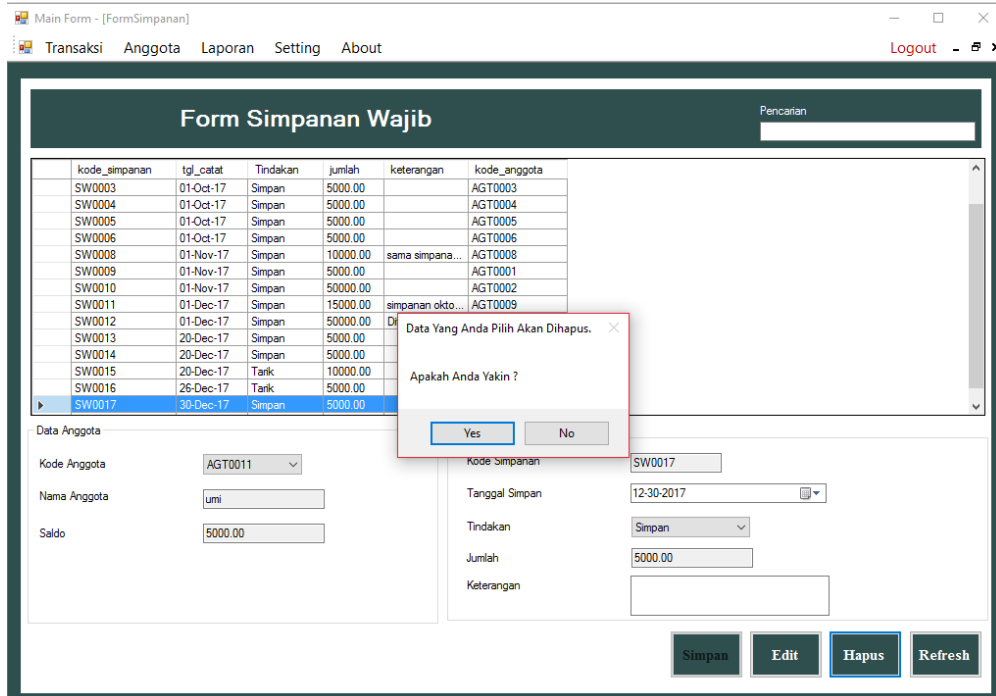 Main Form - [FormSimpanan]
Transaksi Anggota Laporan Setting About Logout
Form Simpanan Wajib
Pencarian
kode_simpanan tgl_catat Tindakan jumlah keterangan kode_anggota
SW0003 01-Oct-17 Simpan 5000.00 AGT0003
SW0004 01-Oct-17 Simpan 5000.00 AGT0004
SW0005 01-Oct-17 Simpan 5000.00 AGT0005
SW0006 01-Oct-17 Simpan 5000.00 AGT0006
SW0008 01-Nov-17 Simpan 10000.00 sama simpana... AGT0008
SW0009 01-Nov-17 Simpan 5000.00 AGT0001
SW0010 01-Nov-17 Simpan 50000.00 AGT0002
SW0011 01-Dec-17 Simpan 15000.00 simpanan okto... AGT0009
SW0012 01-Dec-17 Simpan 50000.00
SW0013 20-Dec-17 Simpan 5000.00
SW0014 20-Dec-17 Simpan 5000.00
SW0015 20-Dec-17 Tarik 10000.00
SW0016 26-Dec-17 Tarik 5000.00
SW0017 30-Dec-17 Simpan 5000.00
Data Yang Anda Pilih Akan Dihapus.
Apakah Anda Yakin ?
Yes No
Data Anggota
Kode Anggota AGT0011
Nama Anggota umi
Saldo 5000.00
Kode Simpanan SW0017
Tanggal Simpan 12-30-2017
Tindakan Simpan
Jumlah 5000.00
Keterangan
Simpan Edit Hapus Refresh